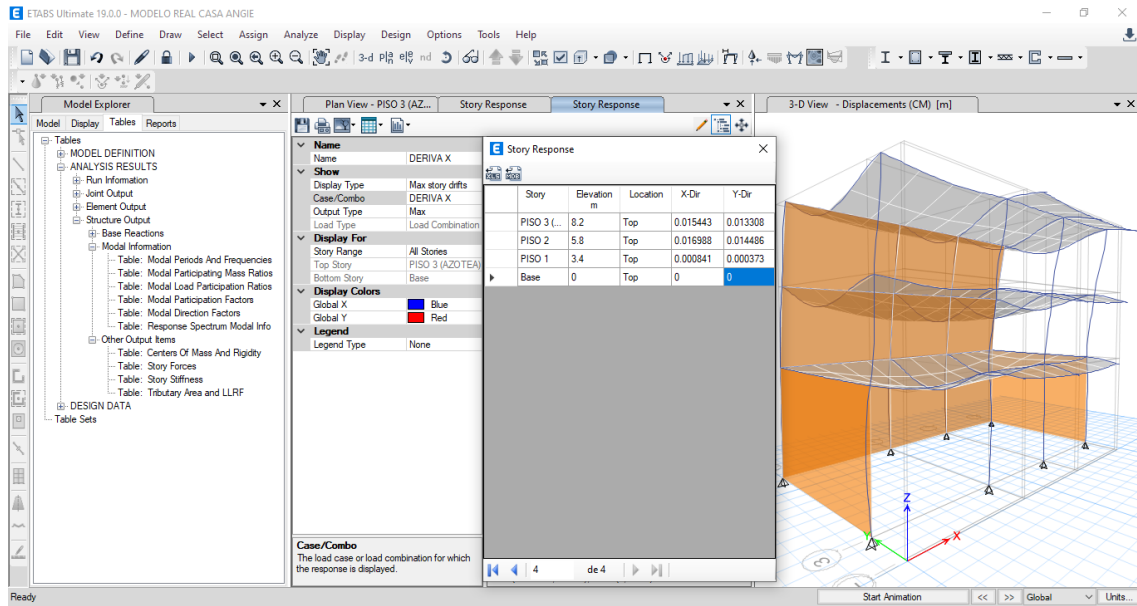 ETABS Ultimate 19.0.0 - MODELO REAL CASA ANGIE
File Edit View Define Draw Select Assign Analyze Display Design Options Tools Help
3-d nd
Model Explorer
Model Display Tables Reports
Tables
MODEL DEFINITION
ANALYSIS RESULTS
Run Information
Joint Output
Element Output
Structure Output
Base Reactions
Modal Information
Table: Modal Periods And Frequencies
Table: Modal Participating Mass Ratios
Table: Modal Load Participation Ratios
Table: Modal Participation Factors
Table: Modal Direction Factors
Table: Response Spectrum Modal Info
Other Output Items
Table: Centers Of Mass And Rigidity
Table: Story Forces
Table: Story Stiffness
Table: Tributary Area and LLRF
DESIGN DATA
Table Sets
Plan View - PISO 3 (AZ... Story Response Story Response
Name
Name DERIVA X
Show
Display Type Max story drifts
Case/Combo DERIVA X
Output Type Max
Load Type Load Combination
Display For
Story Range All Stories
Top Story PISO 3 (AZOTEA)
Bottom Story Base
Display Colors
Global X Blue
Global Y Red
Legend
Legend Type None
Case/Combo
The load case or load combination for which
the response is displayed.
Story Response
Story Elevation m Location X-Dir Y-Dir
PISO 3 (... 8.2 Top 0.015443 0.013308
PISO 2 5.8 Top 0.016988 0.014486
PISO 1 3.4 Top 0.000841 0.000373
Base 0 Top 0 0
4 de 4
3-D View - Displacements (CM) [m]
Z
X
Ready
Start Animation << >> Global Units...